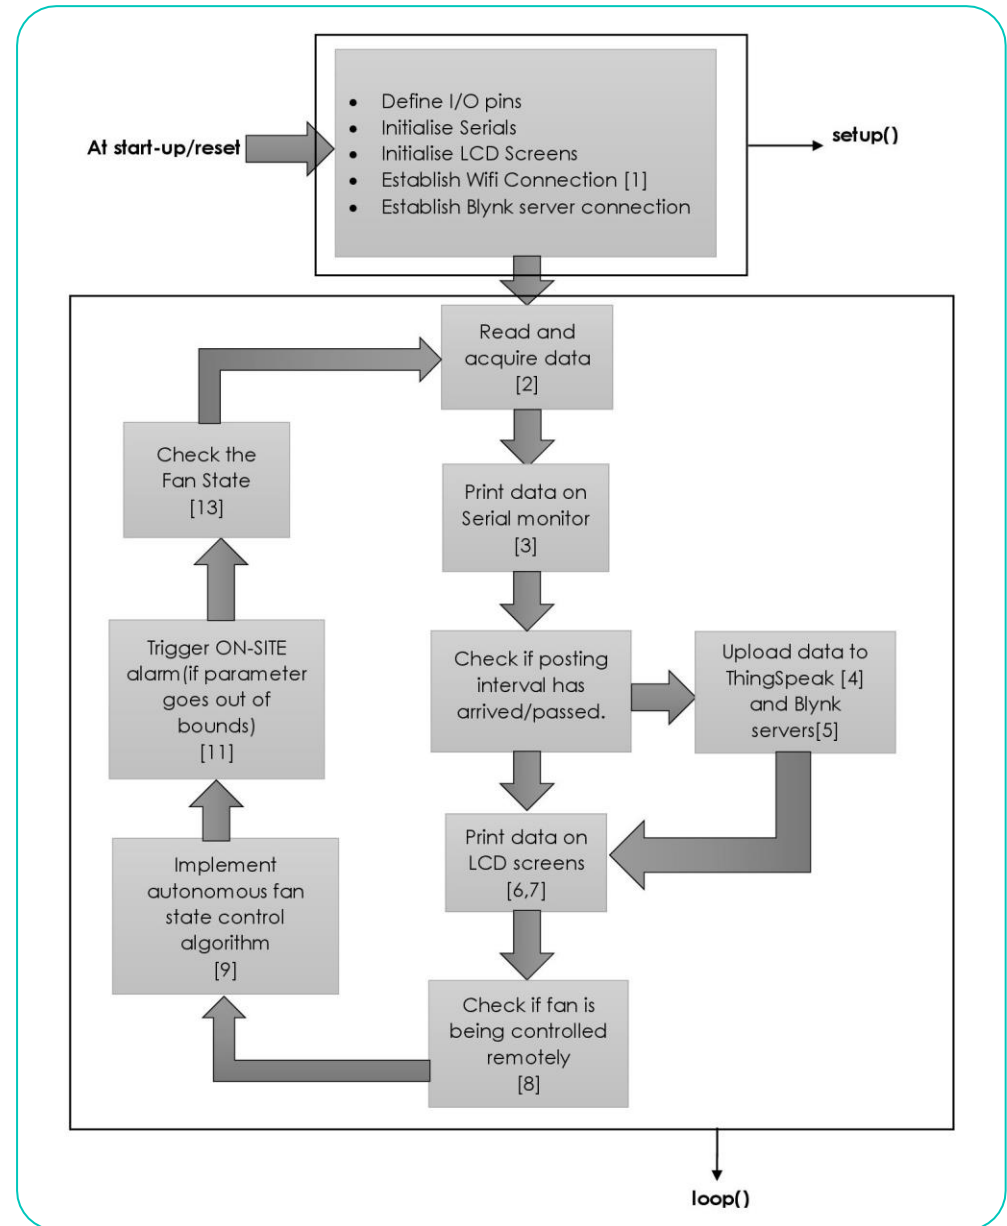 At start-up/reset
• Define I/O pins
• Initialise Serials
• Initialise LCD Screens
• Establish Wifi Connection [1]
• Establish Blynk server connection
setup()
Read and
acquire data
[2]
Print data on
Serial monitor
[3]
Check if posting
interval has
arrived/passed.
Upload data to
ThingSpeak [4]
and Blynk
servers[5]
Print data on
LCD screens
[6,7]
Check if fan is
being controlled
remotely
[8]
Implement
autonomous fan
state control
algorithm
[9]
Trigger ON-SITE
alarm(if parameter
goes out of
bounds)
[11]
Check the
Fan State
[13]
loop()